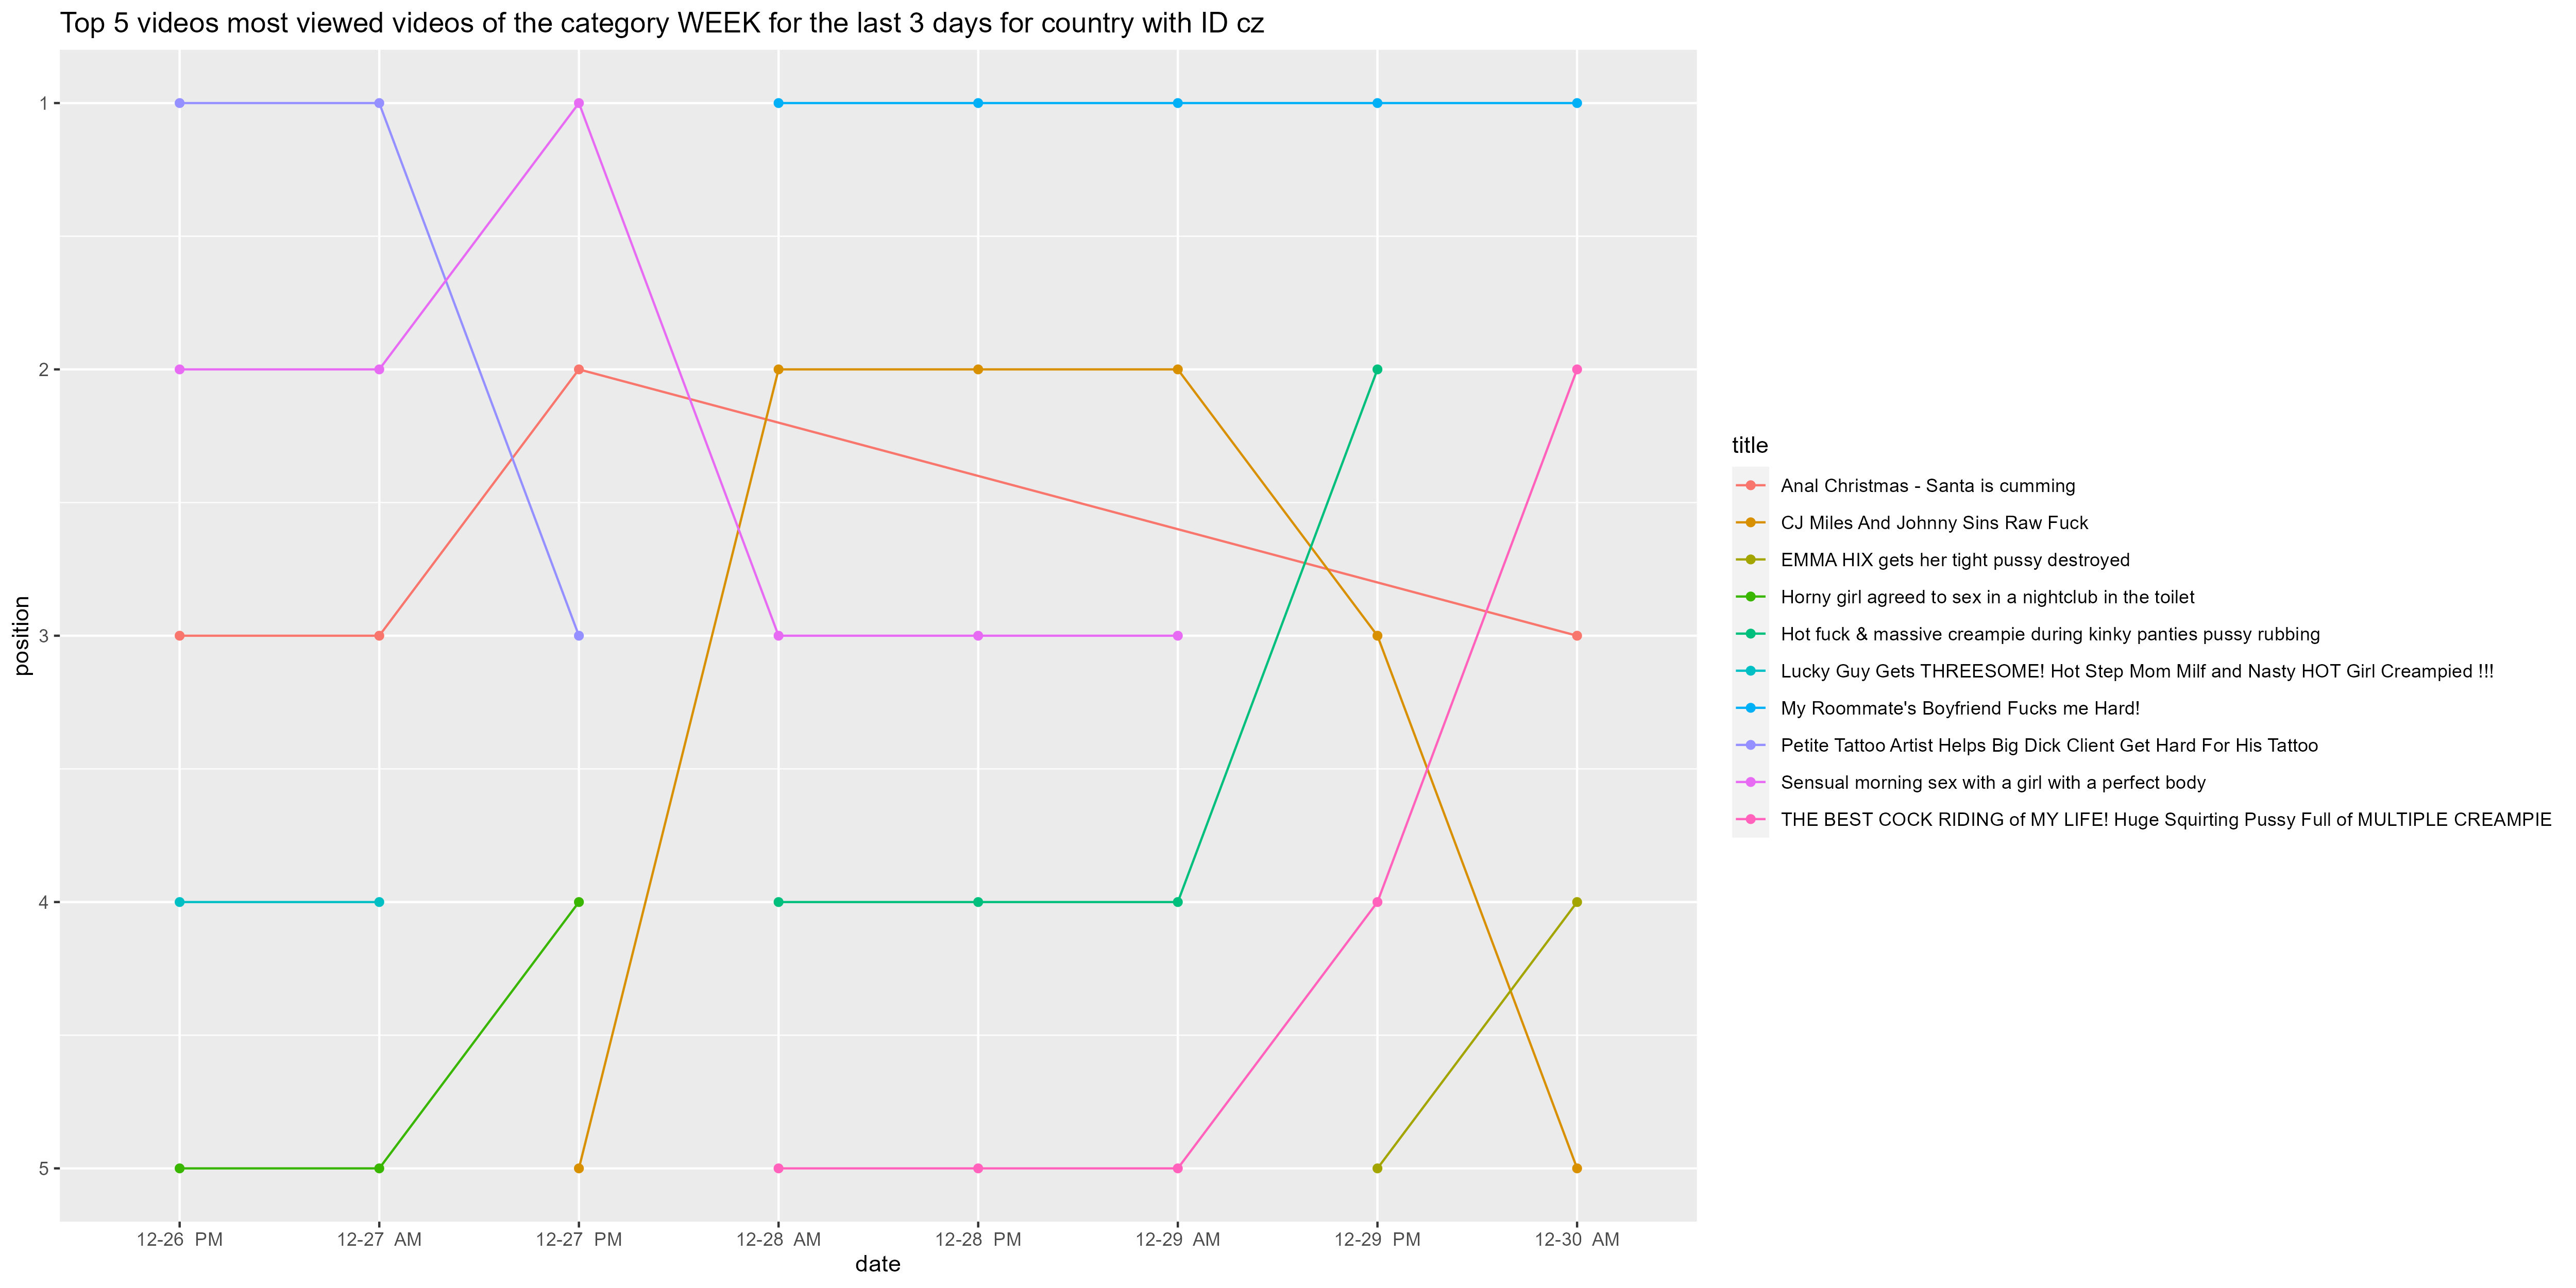 Top 5 videos most viewed videos of the category WEEK for the last 3 days for country with ID cz
position
1
2
3
4
5
12-26 PM
12-27 AM
12-27 PM
12-28 AM
12-28 PM
12-29 AM
12-29 PM
12-30 AM
date
title
Anal Christmas - Santa is cumming
CJ Miles And Johnny Sins Raw Fuck
EMMA HIX gets her tight pussy destroyed
Horny girl agreed to sex in a nightclub in the toilet
Hot fuck & massive creampie during kinky panties pussy rubbing
Lucky Guy Gets THREESOME! Hot Step Mom Milf and Nasty HOT Girl Creampied !!!
My Roommate's Boyfriend Fucks me Hard!
Petite Tattoo Artist Helps Big Dick Client Get Hard For His Tattoo
Sensual morning sex with a girl with a perfect body
THE BEST COCK RIDING of MY LIFE! Huge Squirting Pussy Full of MULTIPLE CREAMPIE